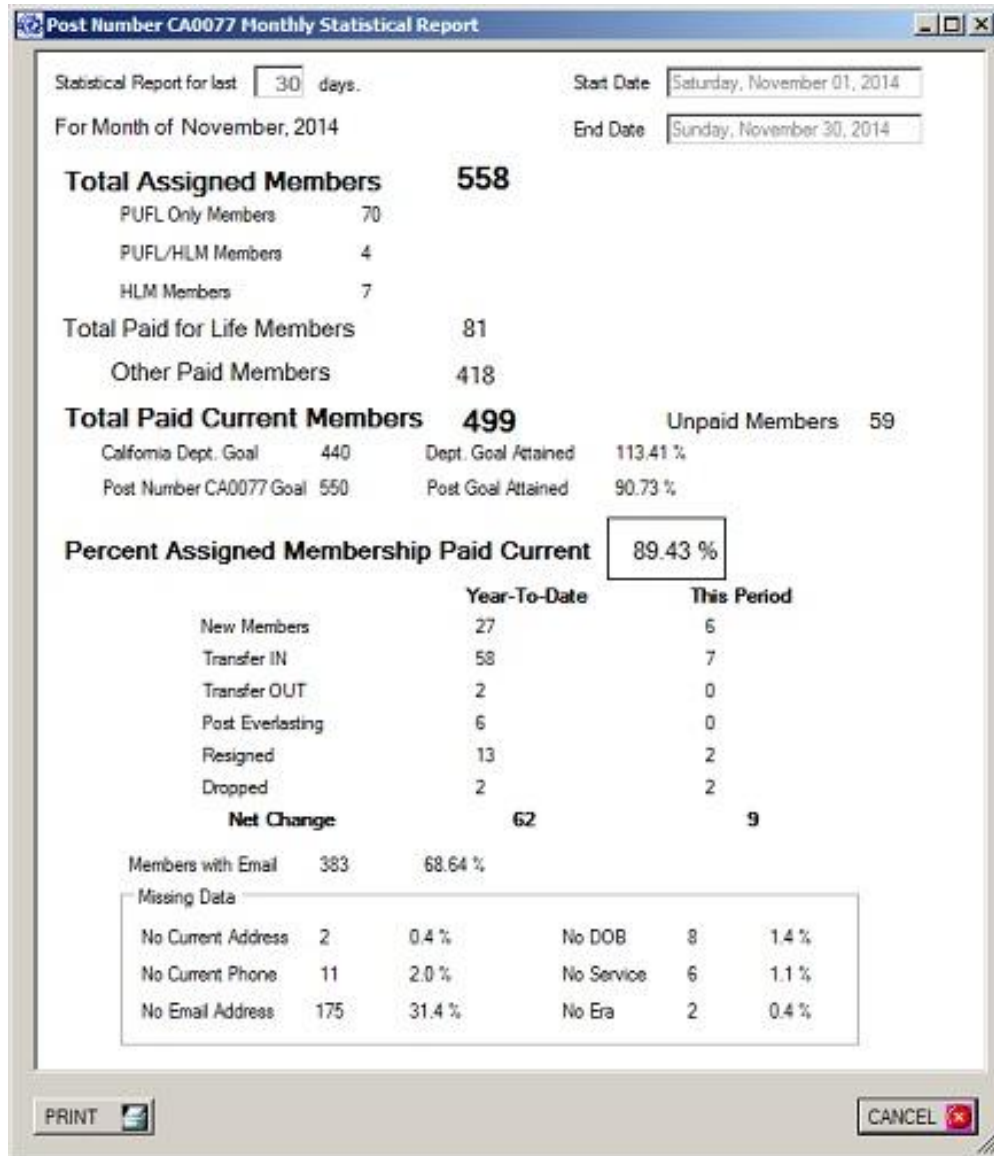 Post Number CA0077 Monthly Statistical Report
Statistical Report for last 30 days. Start Date Saturday, November 01, 2014
For Month of November, 2014 End Date Sunday, November 30, 2014
Total Assigned Members 558
PUFL Only Members 70
PUFL/HLM Members 4
HLM Members 7
Total Paid for Life Members 81
Other Paid Members 418
Total Paid Current Members 499 Unpaid Members 59
California Dept. Goal 440 Dept. Goal Attained 113.41 %
Post Number CA0077 Goal 550 Post Goal Attained 90.73 %
Percent Assigned Membership Paid Current 89.43 %
Year-To-Date This Period
New Members 27 6
Transfer IN 58 7
Transfer OUT 2 0
Post Everlasting 6 0
Resigned 13 2
Dropped 2 2
Net Change 62 9
Members with Email 383 68.64 %
Missing Data
No Current Address 2 0.4 % No DOB 8 1.4 %
No Current Phone 11 2.0 % No Service 6 1.1 %
No Email Address 175 31.4 % No Era 2 0.4 %
PRINT CANCEL